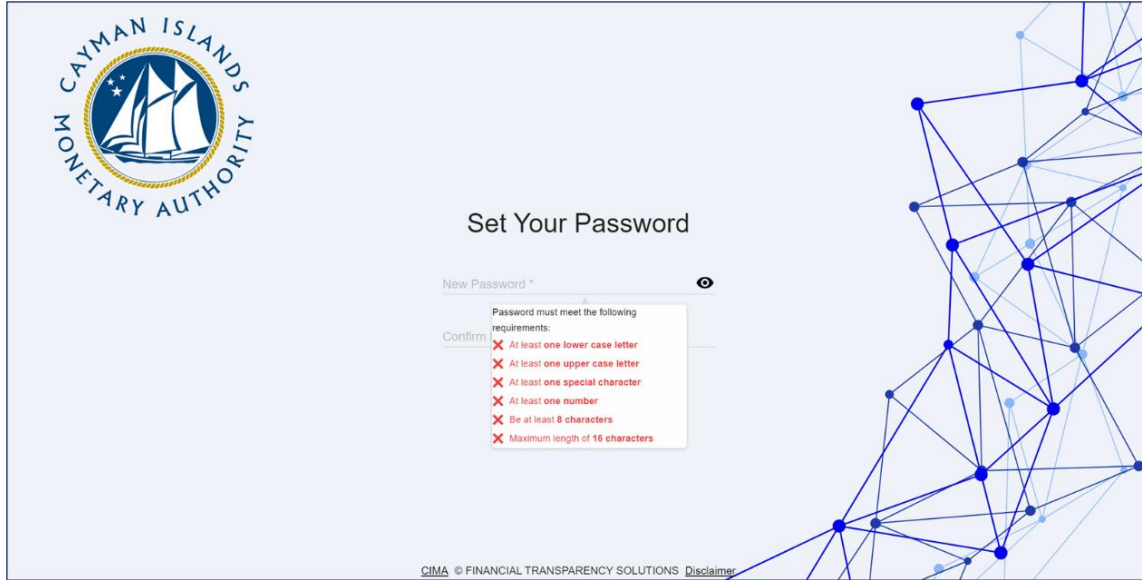 CAYMAN ISLANDS
MONETARY AUTHORITY
Set Your Password
New Password *
Password must meet the following
requirements:
Confirm
At least one lower case letter
At least one upper case letter
At least one special character
At least one number
Be at least 8 characters
Maximum length of 16 characters
CIMA © FINANCIAL TRANSPARENCY SOLUTIONS Disclaimer